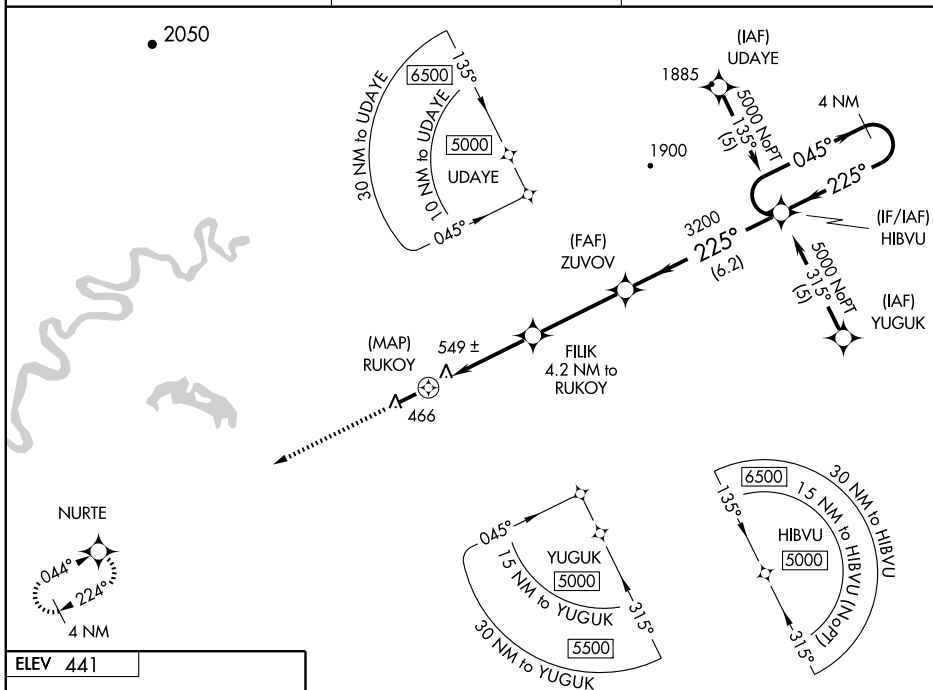 2050
(IAF)
UDAYE
1885
5000 NoPT
135°
(5)
4 NM
045°
225°
1900
(IF/IAF)
HIBVU
3200
225°
(6.2)
5000 NoPT
315°
(5)
(IAF)
YUGUK
30 NM to UDAYE
6500
135°
10 NM to UDAYE
5000
UDAYE
045°
(FAF)
ZUVOV
FILIK
4.2 NM to
RUKOY
(MAP)
RUKOY
549 ±
466
NURTE
044°
224°
4 NM
045°
YUGUK
5000
15 NM to YUGUK
315°
5500
30 NM to YUGUK
6500
135°
15 NM to HIBVU (NoPT)
30 NM to HIBVU
HIBVU
5000
315°
ELEV 441